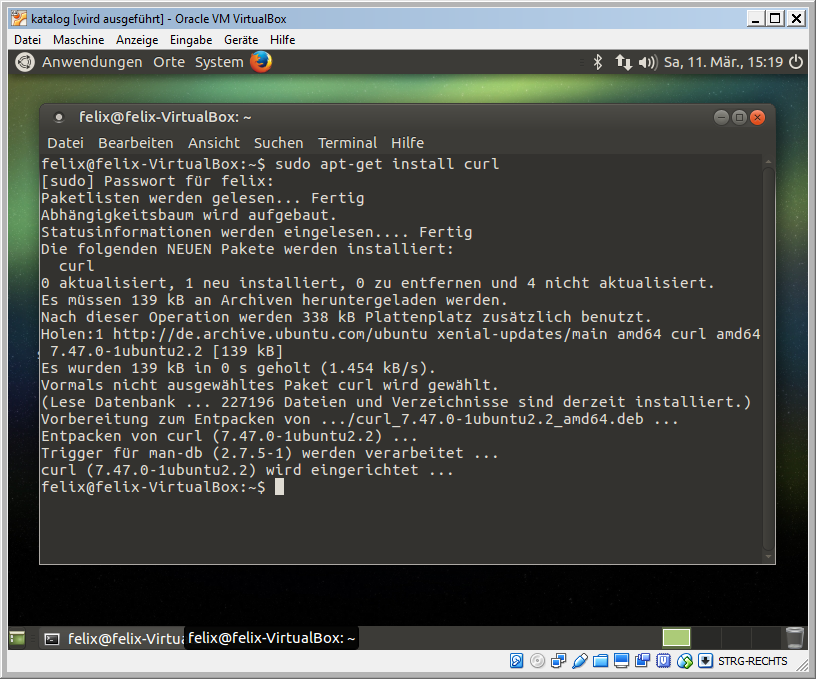 katalog [wird ausgeführt] - Oracle VM VirtualBox
Datei Maschine Anzeige Eingabe Geräte Hilfe
Anwendungen Orte System Sa, 11. Mär., 15:19
felix@felix-VirtualBox: ~
Datei Bearbeiten Ansicht Suchen Terminal Hilfe
felix@felix-VirtualBox:~$ sudo apt-get install curl
[sudo] Passwort für felix:
Paketlisten werden gelesen... Fertig
Abhängigkeitsbaum wird aufgebaut.
Statusinformationen werden eingelesen.... Fertig
Die folgenden NEUEN Pakete werden installiert:
curl
0 aktualisiert, 1 neu installiert, 0 zu entfernen und 4 nicht aktualisiert.
Es müssen 139 kB an Archiven heruntergeladen werden.
Nach dieser Operation werden 338 kB Plattenplatz zusätzlich benutzt.
Holen:1 http://de.archive.ubuntu.com/ubuntu xenial-updates/main amd64 curl amd64
7.47.0-1ubuntu2.2 [139 kB]
Es wurden 139 kB in 0 s geholt (1.454 kB/s).
Vormals nicht ausgewähltes Paket curl wird gewählt.
(Lese Datenbank ... 227196 Dateien und Verzeichnisse sind derzeit installiert.)
Vorbereitung zum Entpacken von .../curl_7.47.0-1ubuntu2.2_amd64.deb ...
Entpacken von curl (7.47.0-1ubuntu2.2) ...
Trigger für man-db (2.7.5-1) werden verarbeitet ...
curl (7.47.0-1ubuntu2.2) wird eingerichtet ...
felix@felix-VirtualBox:~$
felix@felix-Virtua felix@felix-VirtualBox: ~
STRG-RECHTS